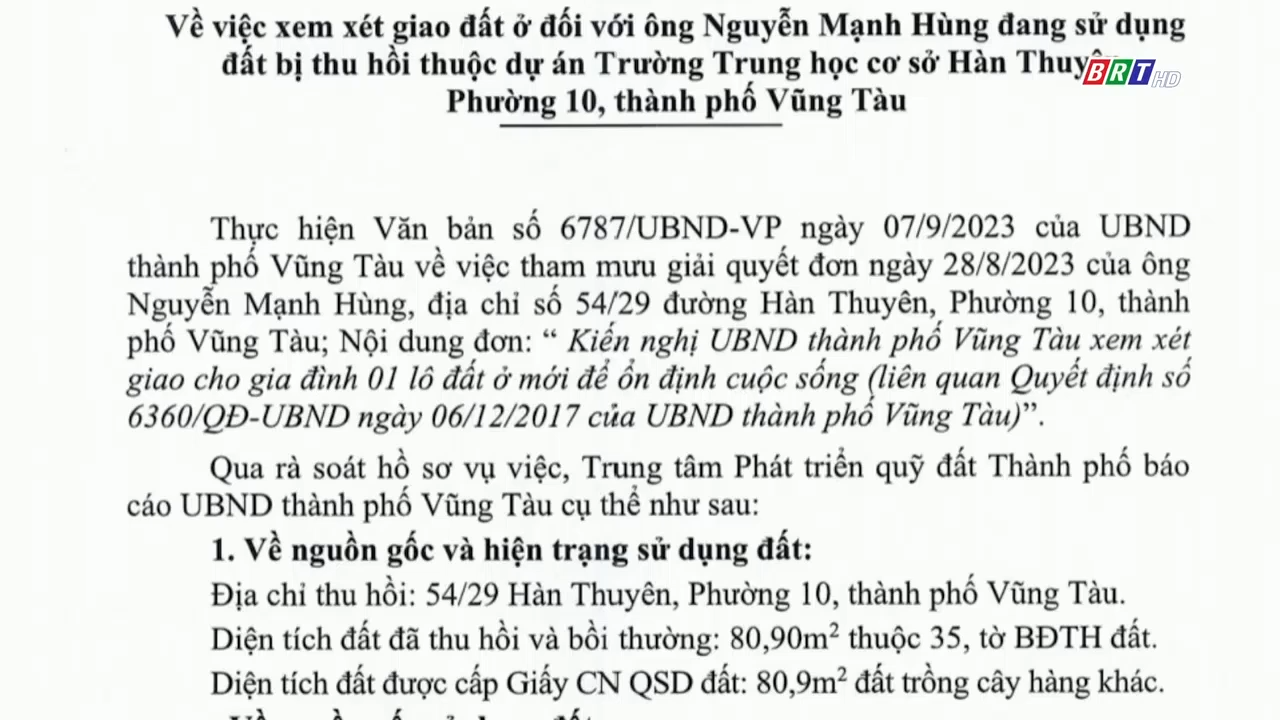 Về việc xem xét giao đất ở đối với ông Nguyễn Mạnh Hùng đang sử dụng
đất bị thu hồi thuộc dự án Trường Trung học cơ sở Hàn
BRT HD
Phường 10, thành phố Vũng Tàu
Thực hiện Văn bản số 6787/UBND-VP ngày 07/9/2023 của UBND
thành phố Vũng Tàu về việc tham mưu giải quyết đơn ngày 28/8/2023 của ông
Nguyễn Mạnh Hùng, địa chỉ số 54/29 đường Hàn Thuyên, Phường 10, thành
phố Vũng Tàu; Nội dung đơn: “ Kiến nghị UBND thành phố Vũng Tàu xem xét
giao cho gia đình 01 lô đất ở mới để ổn định cuộc sống (liên quan Quyết định số
6360/QĐ-UBND ngày 06/12/2017 của UBND thành phố Vũng Tàu)”.
Qua rà soát hồ sơ vụ việc, Trung tâm Phát triển quỹ đất Thành phố báo
cáo UBND thành phố Vũng Tàu cụ thể như sau:
1. Về nguồn gốc và hiện trạng sử dụng đất:
Địa chỉ thu hồi: 54/29 Hàn Thuyên, Phường 10, thành phố Vũng Tàu.
Diện tích đất đã thu hồi và bồi thường: 80,90m² thuộc 35, tờ BĐTH đất.
Diện tích đất được cấp Giấy CN QSD đất: 80,9m² đất trồng cây hàng khác.